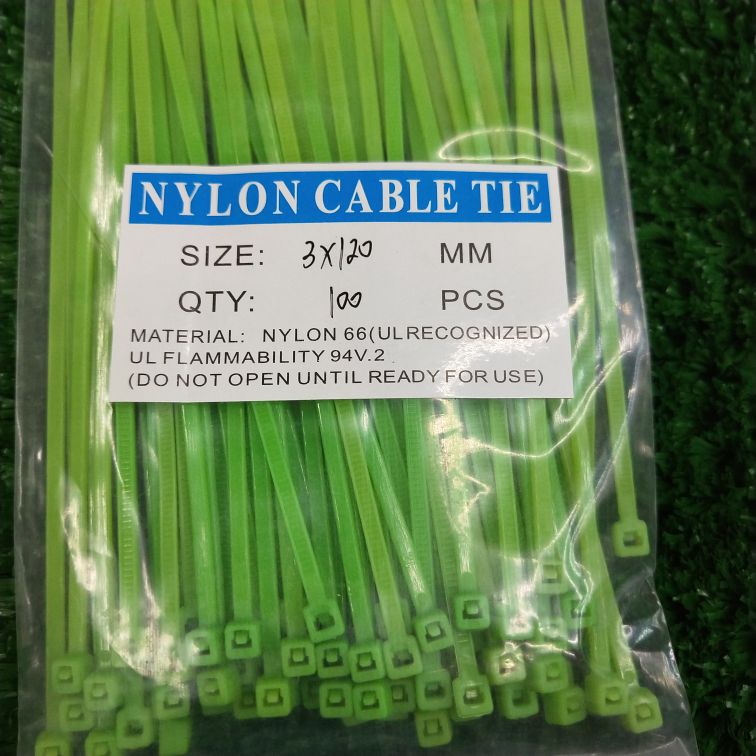 NYLON CABLE TIE
SIZE: 3X120 MM
QTY: 100 PCS
MATERIAL: NYLON 66(UL RECOGNIZED)
UL FLAMMABILITY 94V.2
(DO NOT OPEN UNTIL READY FOR USE)